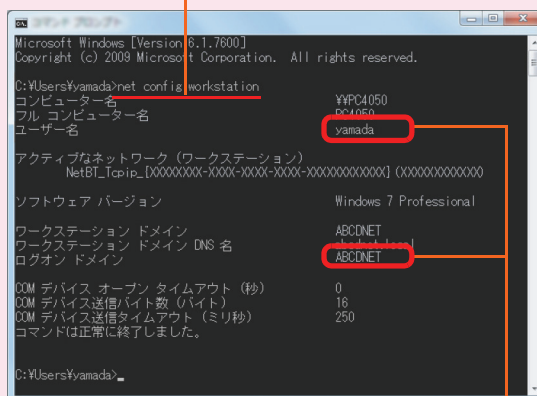 コマンド プロンプト
Microsoft Windows [Version 6.1.7600]
Copyright (c) 2009 Microsoft Corporation.  All rights reserved.
C:¥Users¥yamada>net config workstation
コンピューター名 ¥¥PC4050
フル コンピューター名 PC4050
ユーザー名 yamada
アクティブなネットワーク (ワークステーション)
NetBT_Tcpip_{XXXXXXXX-XXXX-XXXX-XXXX-XXXXXXXXXXXX} (XXXXXXXXXXXX)
ソフトウェア バージョン Windows 7 Professional
ワークステーション ドメイン ABCDNET
ワークステーション ドメイン DNS 名 abcdnet.local
ログオン ドメイン ABCDNET
COM デバイス オープン タイムアウト (秒) 0
COM デバイス送信バイト数 (バイト) 16
COM デバイス送信タイムアウト (ミリ秒) 250
コマンドは正常に終了しました。
C:¥Users¥yamada>_